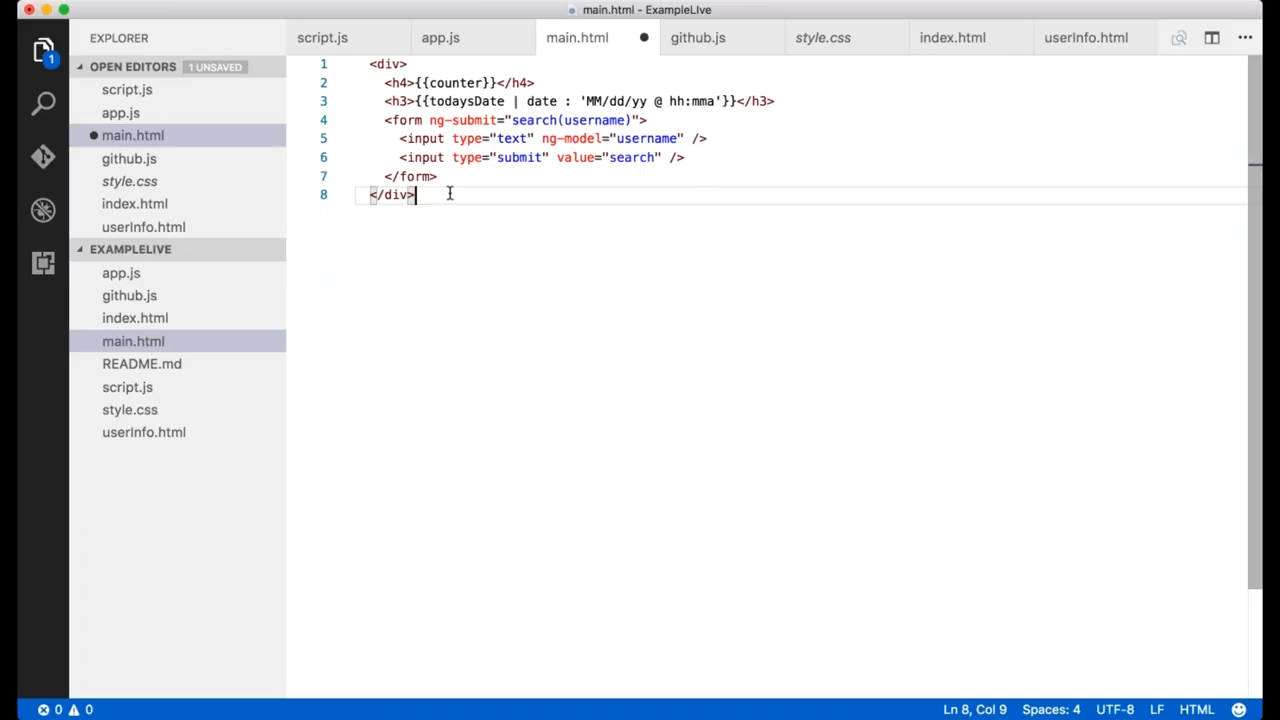 main.html - ExampleLIve
EXPLORER
script.js
app.js
main.html
github.js
style.css
index.html
userInfo.html
1
OPEN EDITORS
1 UNSAVED
script.js
app.js
main.html
github.js
style.css
index.html
userInfo.html
EXAMPLELIVE
app.js
github.js
index.html
main.html
README.md
script.js
style.css
userInfo.html
1 <div>
2 <h4>{{counter}}</h4>
3 <h3>{{todaysDate | date : 'MM/dd/yy @ hh:mma'}}</h3>
4 <form ng-submit="search(username)">
5 <input type="text" ng-model="username" />
6 <input type="submit" value="search" />
7 </form>
8 </div>
0 0
Ln 8, Col 9
Spaces: 4
UTF-8
LF
HTML